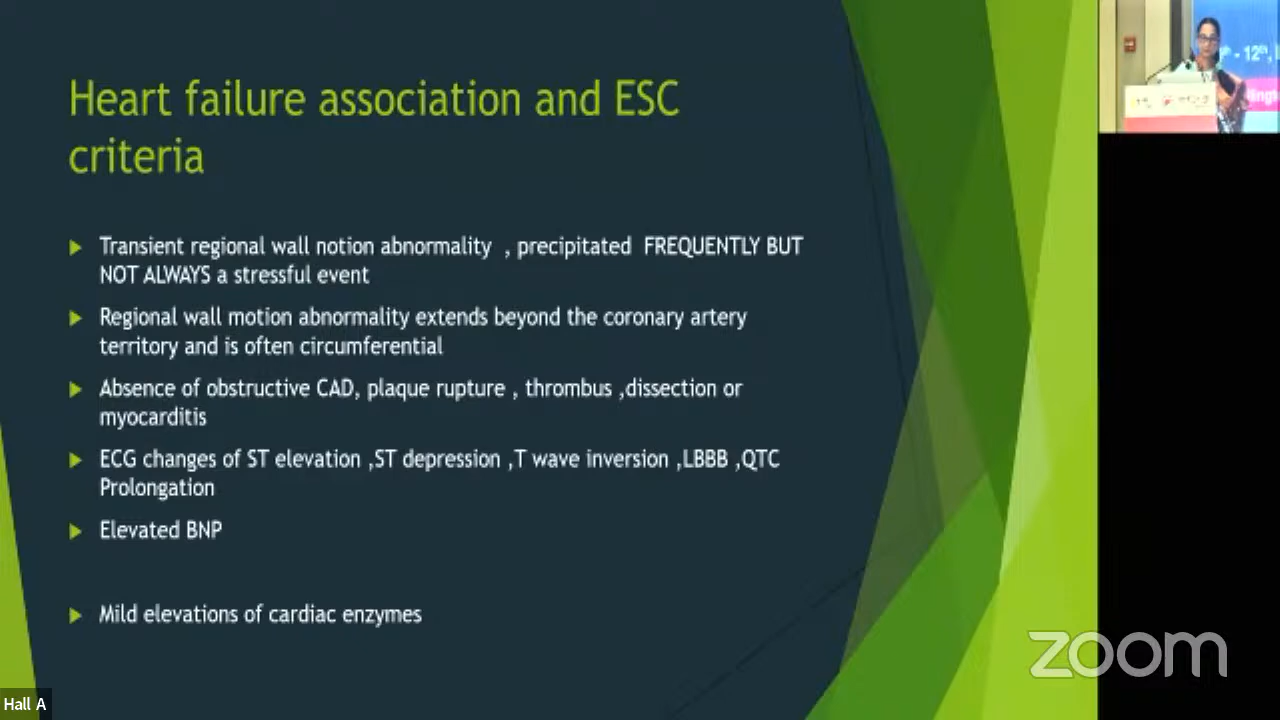 Heart failure association and ESC
criteria
Transient regional wall notion abnormality , precipitated FREQUENTLY BUT
NOT ALWAYS a stressful event
Regional wall motion abnormality extends beyond the coronary artery
territory and is often circumferential
Absence of obstructive CAD, plaque rupture , thrombus ,dissection or
myocarditis
ECG changes of ST elevation ,ST depression ,T wave inversion ,LBBB ,QTC
Prolongation
Elevated BNP
Mild elevations of cardiac enzymes
- 12th,
zoom
Hall A